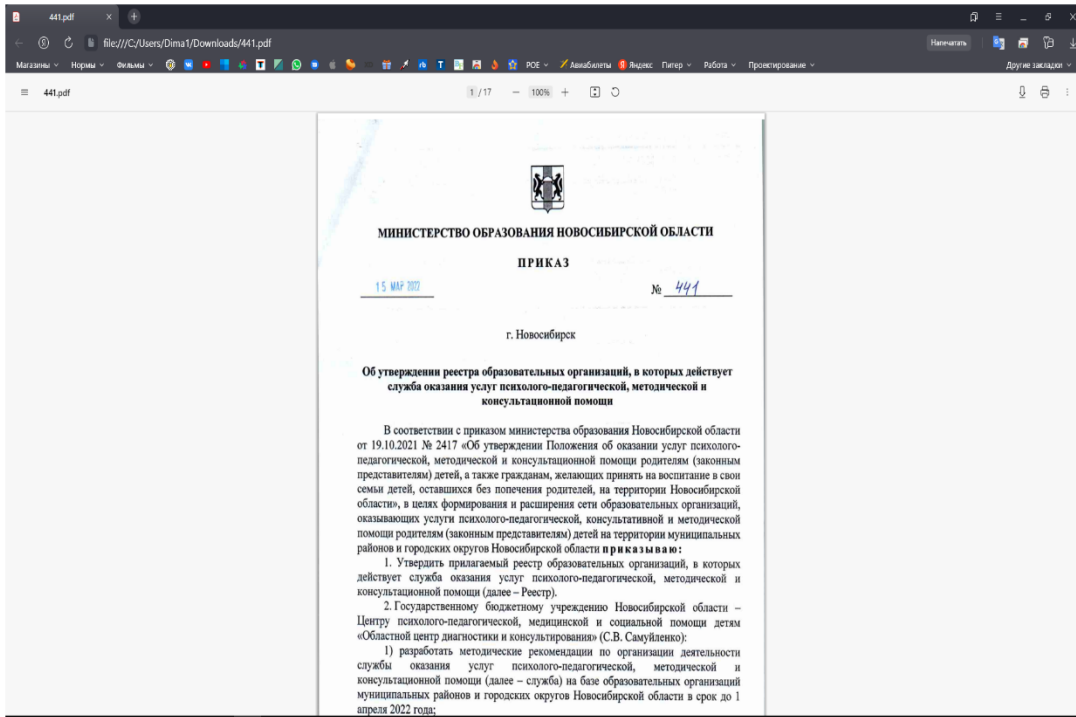 441.pdf
file:///C:/Users/Dima1/Downloads/441.pdf
Напечатать
Магазины
Нормы
Фильмы
POE
Авиабилеты
Яндекс
Питер
Работа
Проектирование
Другие закладки
441.pdf
1 / 17
100%
МИНИСТЕРСТВО ОБРАЗОВАНИЯ НОВОСИБИРСКОЙ ОБЛАСТИ
ПРИКАЗ
15 МАР 2022
№ 441
г. Новосибирск
Об утверждении реестра образовательных организаций, в которых действует
служба оказания услуг психолого-педагогической, методической и
консультационной помощи
В соответствии с приказом министерства образования Новосибирской области
от 19.10.2021 № 2417 «Об утверждении Положения об оказании услуг психолого-
педагогической, методической и консультационной помощи родителям (законным
представителям) детей, а также гражданам, желающих принять на воспитание в свои
семьи детей, оставшихся без попечения родителей, на территории Новосибирской
области», в целях формирования и расширения сети образовательных организаций,
оказывающих услуги психолого-педагогической, консультативной и методической
помощи родителям (законным представителям) детей на территории муниципальных
районов и городских округов Новосибирской области приказываю:
1. Утвердить прилагаемый реестр образовательных организаций, в которых
действует служба оказания услуг психолого-педагогической, методической и
консультационной помощи (далее – Реестр).
2. Государственному бюджетному учреждению Новосибирской области –
Центру психолого-педагогической, медицинской и социальной помощи детям
«Областной центр диагностики и консультирования» (С.В. Самуйленко):
1) разработать методические рекомендации по организации деятельности
службы оказания услуг психолого-педагогической, методической и
консультационной помощи (далее – служба) на базе образовательных организаций
муниципальных районов и городских округов Новосибирской области в срок до 1
апреля 2022 года;